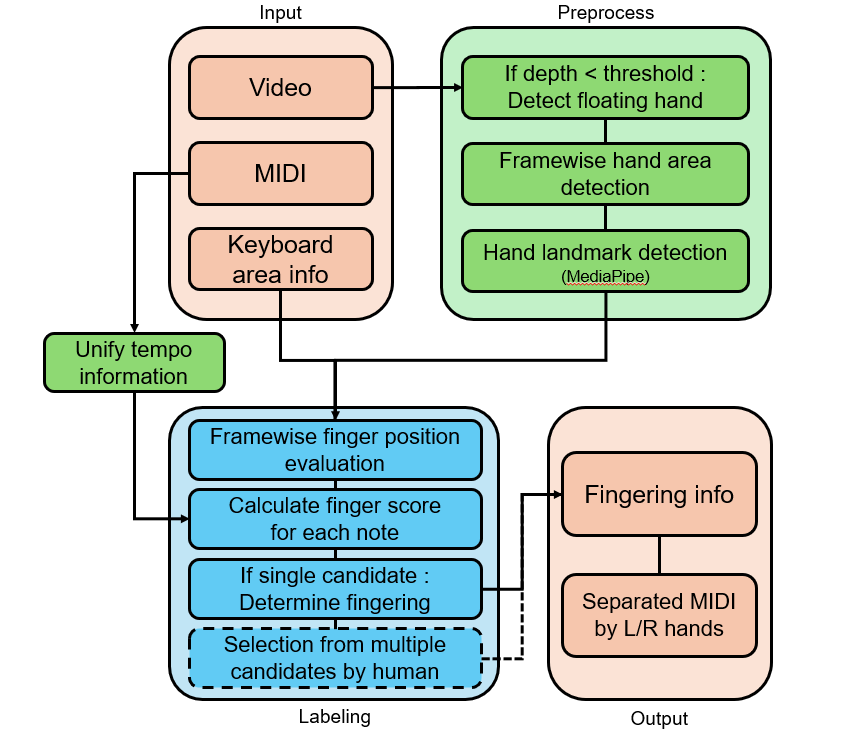 Input
Video
MIDI
Keyboard
area info
Preprocess
If depth < threshold :
Detect floating hand
Framewise hand area
detection
Hand landmark detection
(MediaPipe)
Unify tempo
information
Framewise finger position
evaluation
Calculate finger score
for each note
If single candidate :
Determine fingering
Selection from multiple
candidates by human
Labeling
Fingering info
Separated MIDI
by L/R hands
Output